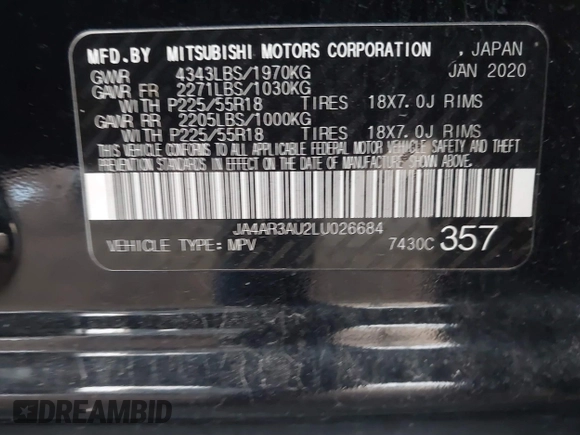 MFD.BY MITSUBISHI MOTORS CORPORATION , JAPAN
GVWR 4343LBS/1970KG JAN 2020
GAWR FR 2271LBS/1030KG
WITH P225/55R18 TIRES 18X7.0J RIMS
GAWR RR 2205LBS/1000KG
WITH P225/55R18 TIRES 18X7.0J RIMS
THIS VEHICLE CONFORMS TO ALL APPLICABLE FEDERAL MOTOR VEHICLE SAFETY AND THEFT
PREVENTION STANDARDS IN EFFECT ON THE DATE OF MANUFACTURE SHOWN ABOVE.
JA4AR3AU2LU026684
VEHICLE TYPE:MPV 7430C 357
DREAMBID